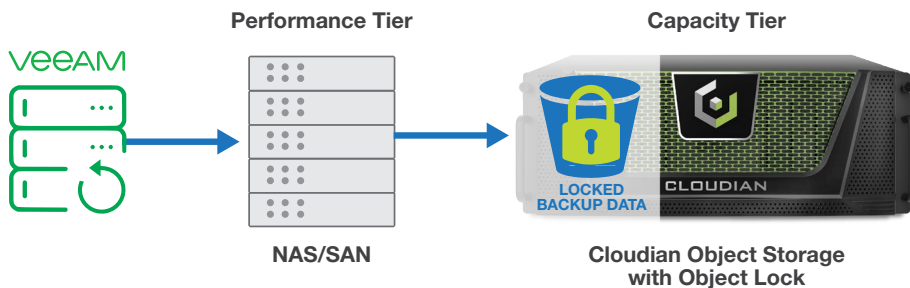 Performance Tier
Capacity Tier
veeAM
NAS/SAN
LOCKED
BACKUP DATA
CLOUDIAN
Cloudian Object Storage
with Object Lock